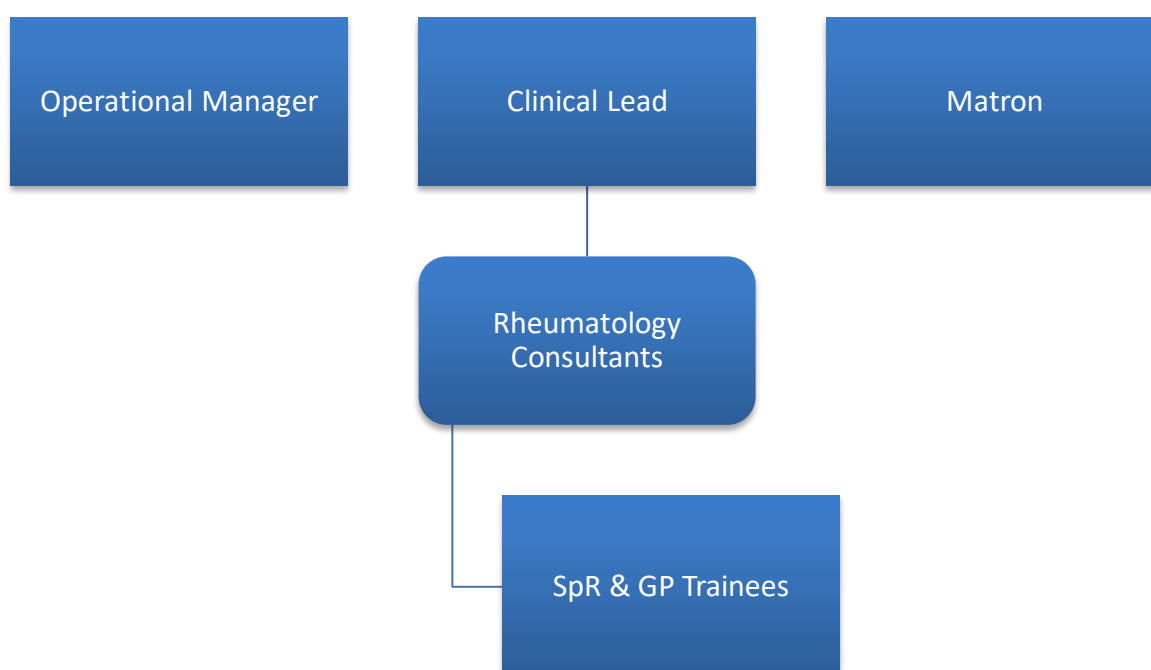 Operational Manager
Clinical Lead
Matron
Rheumatology
Consultants
SpR & GP Trainees